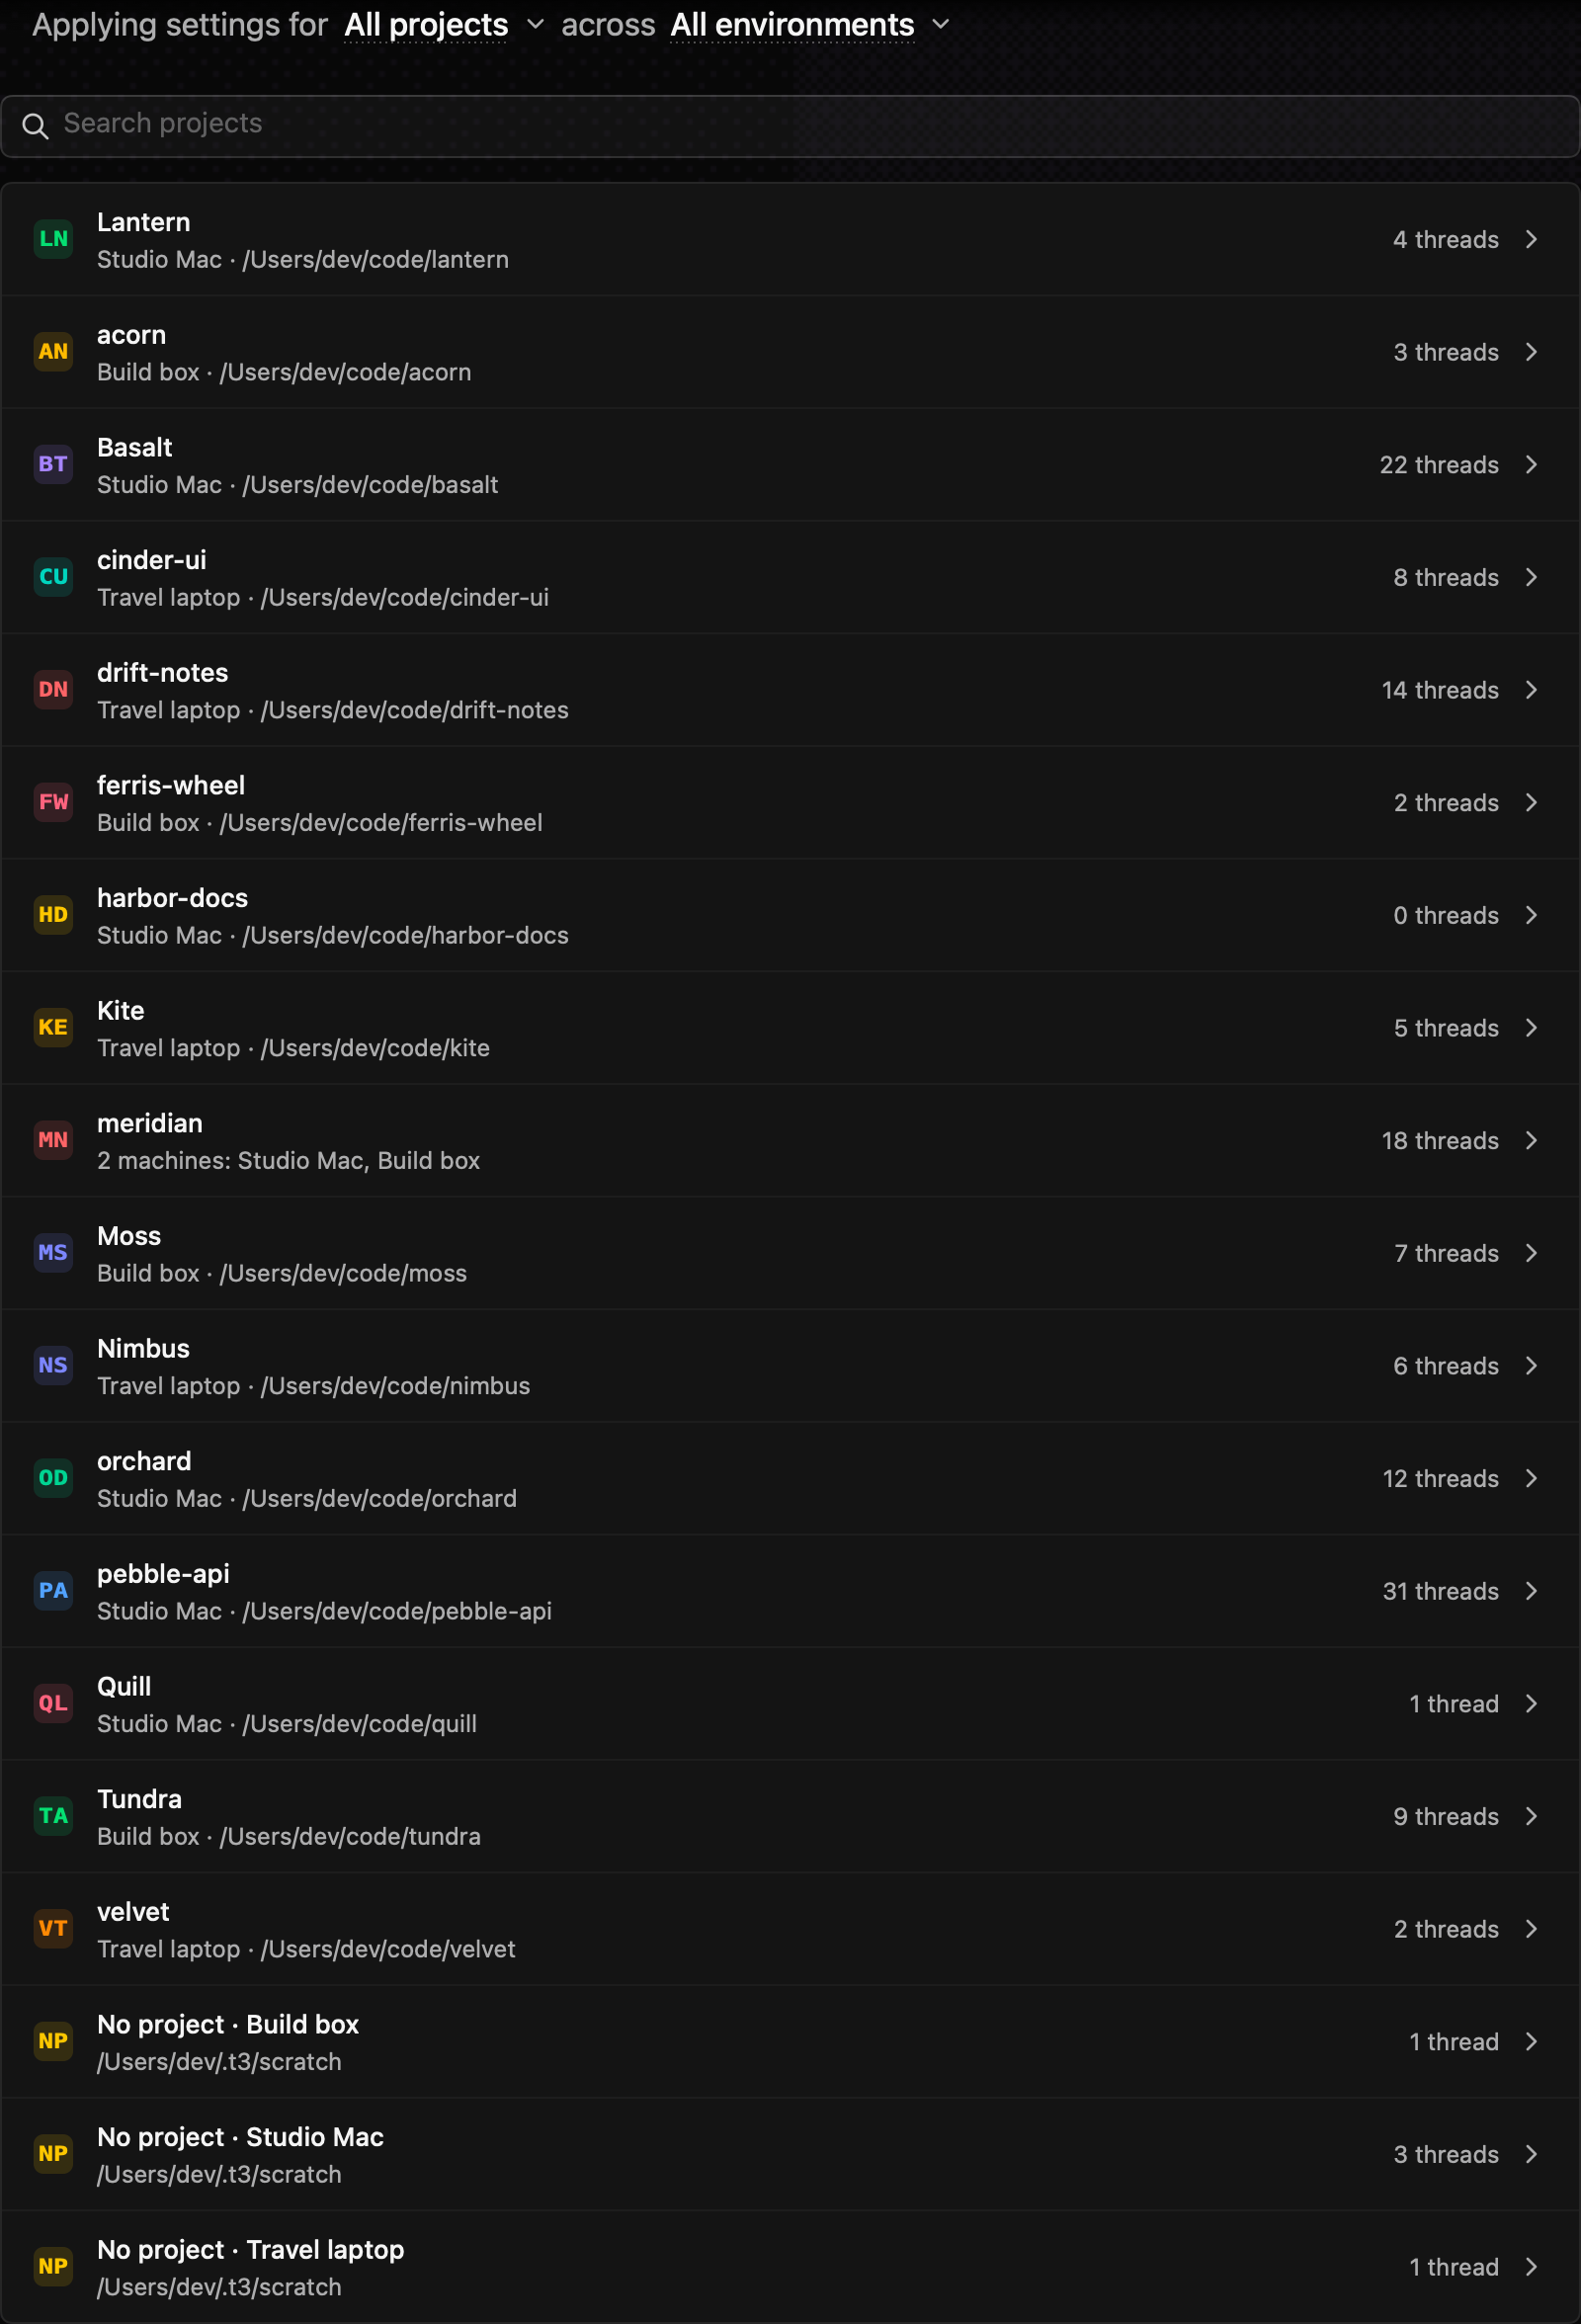 Applying settings for All projects across All environments
Search projects
LN
Lantern
Studio Mac · /Users/dev/code/lantern
4 threads
AN
acorn
Build box · /Users/dev/code/acorn
3 threads
BT
Basalt
Studio Mac · /Users/dev/code/basalt
22 threads
CU
cinder-ui
Travel laptop · /Users/dev/code/cinder-ui
8 threads
DN
drift-notes
Travel laptop · /Users/dev/code/drift-notes
14 threads
FW
ferris-wheel
Build box · /Users/dev/code/ferris-wheel
2 threads
HD
harbor-docs
Studio Mac · /Users/dev/code/harbor-docs
0 threads
KE
Kite
Travel laptop · /Users/dev/code/kite
5 threads
MN
meridian
2 machines: Studio Mac, Build box
18 threads
MS
Moss
Build box · /Users/dev/code/moss
7 threads
NS
Nimbus
Travel laptop · /Users/dev/code/nimbus
6 threads
OD
orchard
Studio Mac · /Users/dev/code/orchard
12 threads
PA
pebble-api
Studio Mac · /Users/dev/code/pebble-api
31 threads
QL
Quill
Studio Mac · /Users/dev/code/quill
1 thread
TA
Tundra
Build box · /Users/dev/code/tundra
9 threads
VT
velvet
Travel laptop · /Users/dev/code/velvet
2 threads
NP
No project · Build box
/Users/dev/.t3/scratch
1 thread
NP
No project · Studio Mac
/Users/dev/.t3/scratch
3 threads
NP
No project · Travel laptop
/Users/dev/.t3/scratch
1 thread